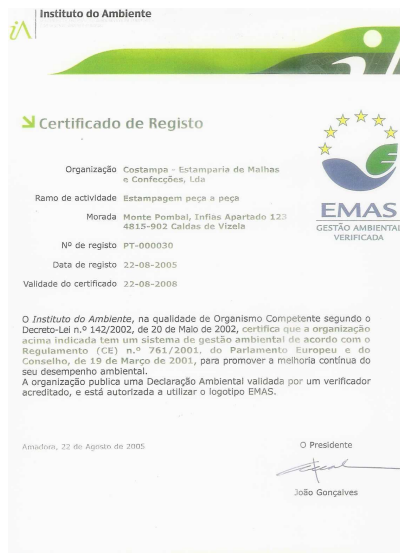 Instituto do Ambiente
Certificado de Registo
Organização Costampa - Estamparia de Malhas
e Confecções, Lda
Ramo de actividade Estampagem peça a peça
Morada Monte Pombal, Infias Apartado 123
4815-902 Caldas de Vizela
Nº de registo PT-000030
Data de registo 22-08-2005
Validade do certificado 22-08-2008
EMAS
GESTÃO AMBIENTAL
VERIFICADA
O Instituto do Ambiente, na qualidade de Organismo Competente segundo o
Decreto-Lei n.º 142/2002, de 20 de Maio de 2002, certifica que a organização
acima indicada tem um sistema de gestão ambiental de acordo com o
Regulamento (CE) n.º 761/2001, do Parlamento Europeu e do
Conselho, de 19 de Março de 2001, para promover a melhoria contínua do
seu desempenho ambiental.
A organização publica uma Declaração Ambiental validada por um verificador
acreditado, e está autorizada a utilizar o logotipo EMAS.
Amadora, 22 de Agosto de 2005
O Presidente
João Gonçalves